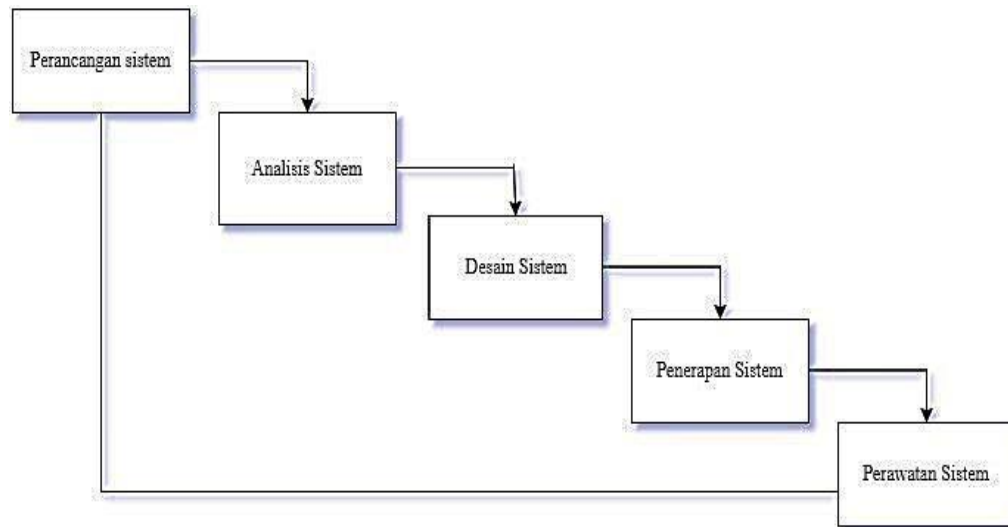 Perancangan sistem
Analisis Sistem
Desain Sistem
Penerapan Sistem
Perawatan Sistem